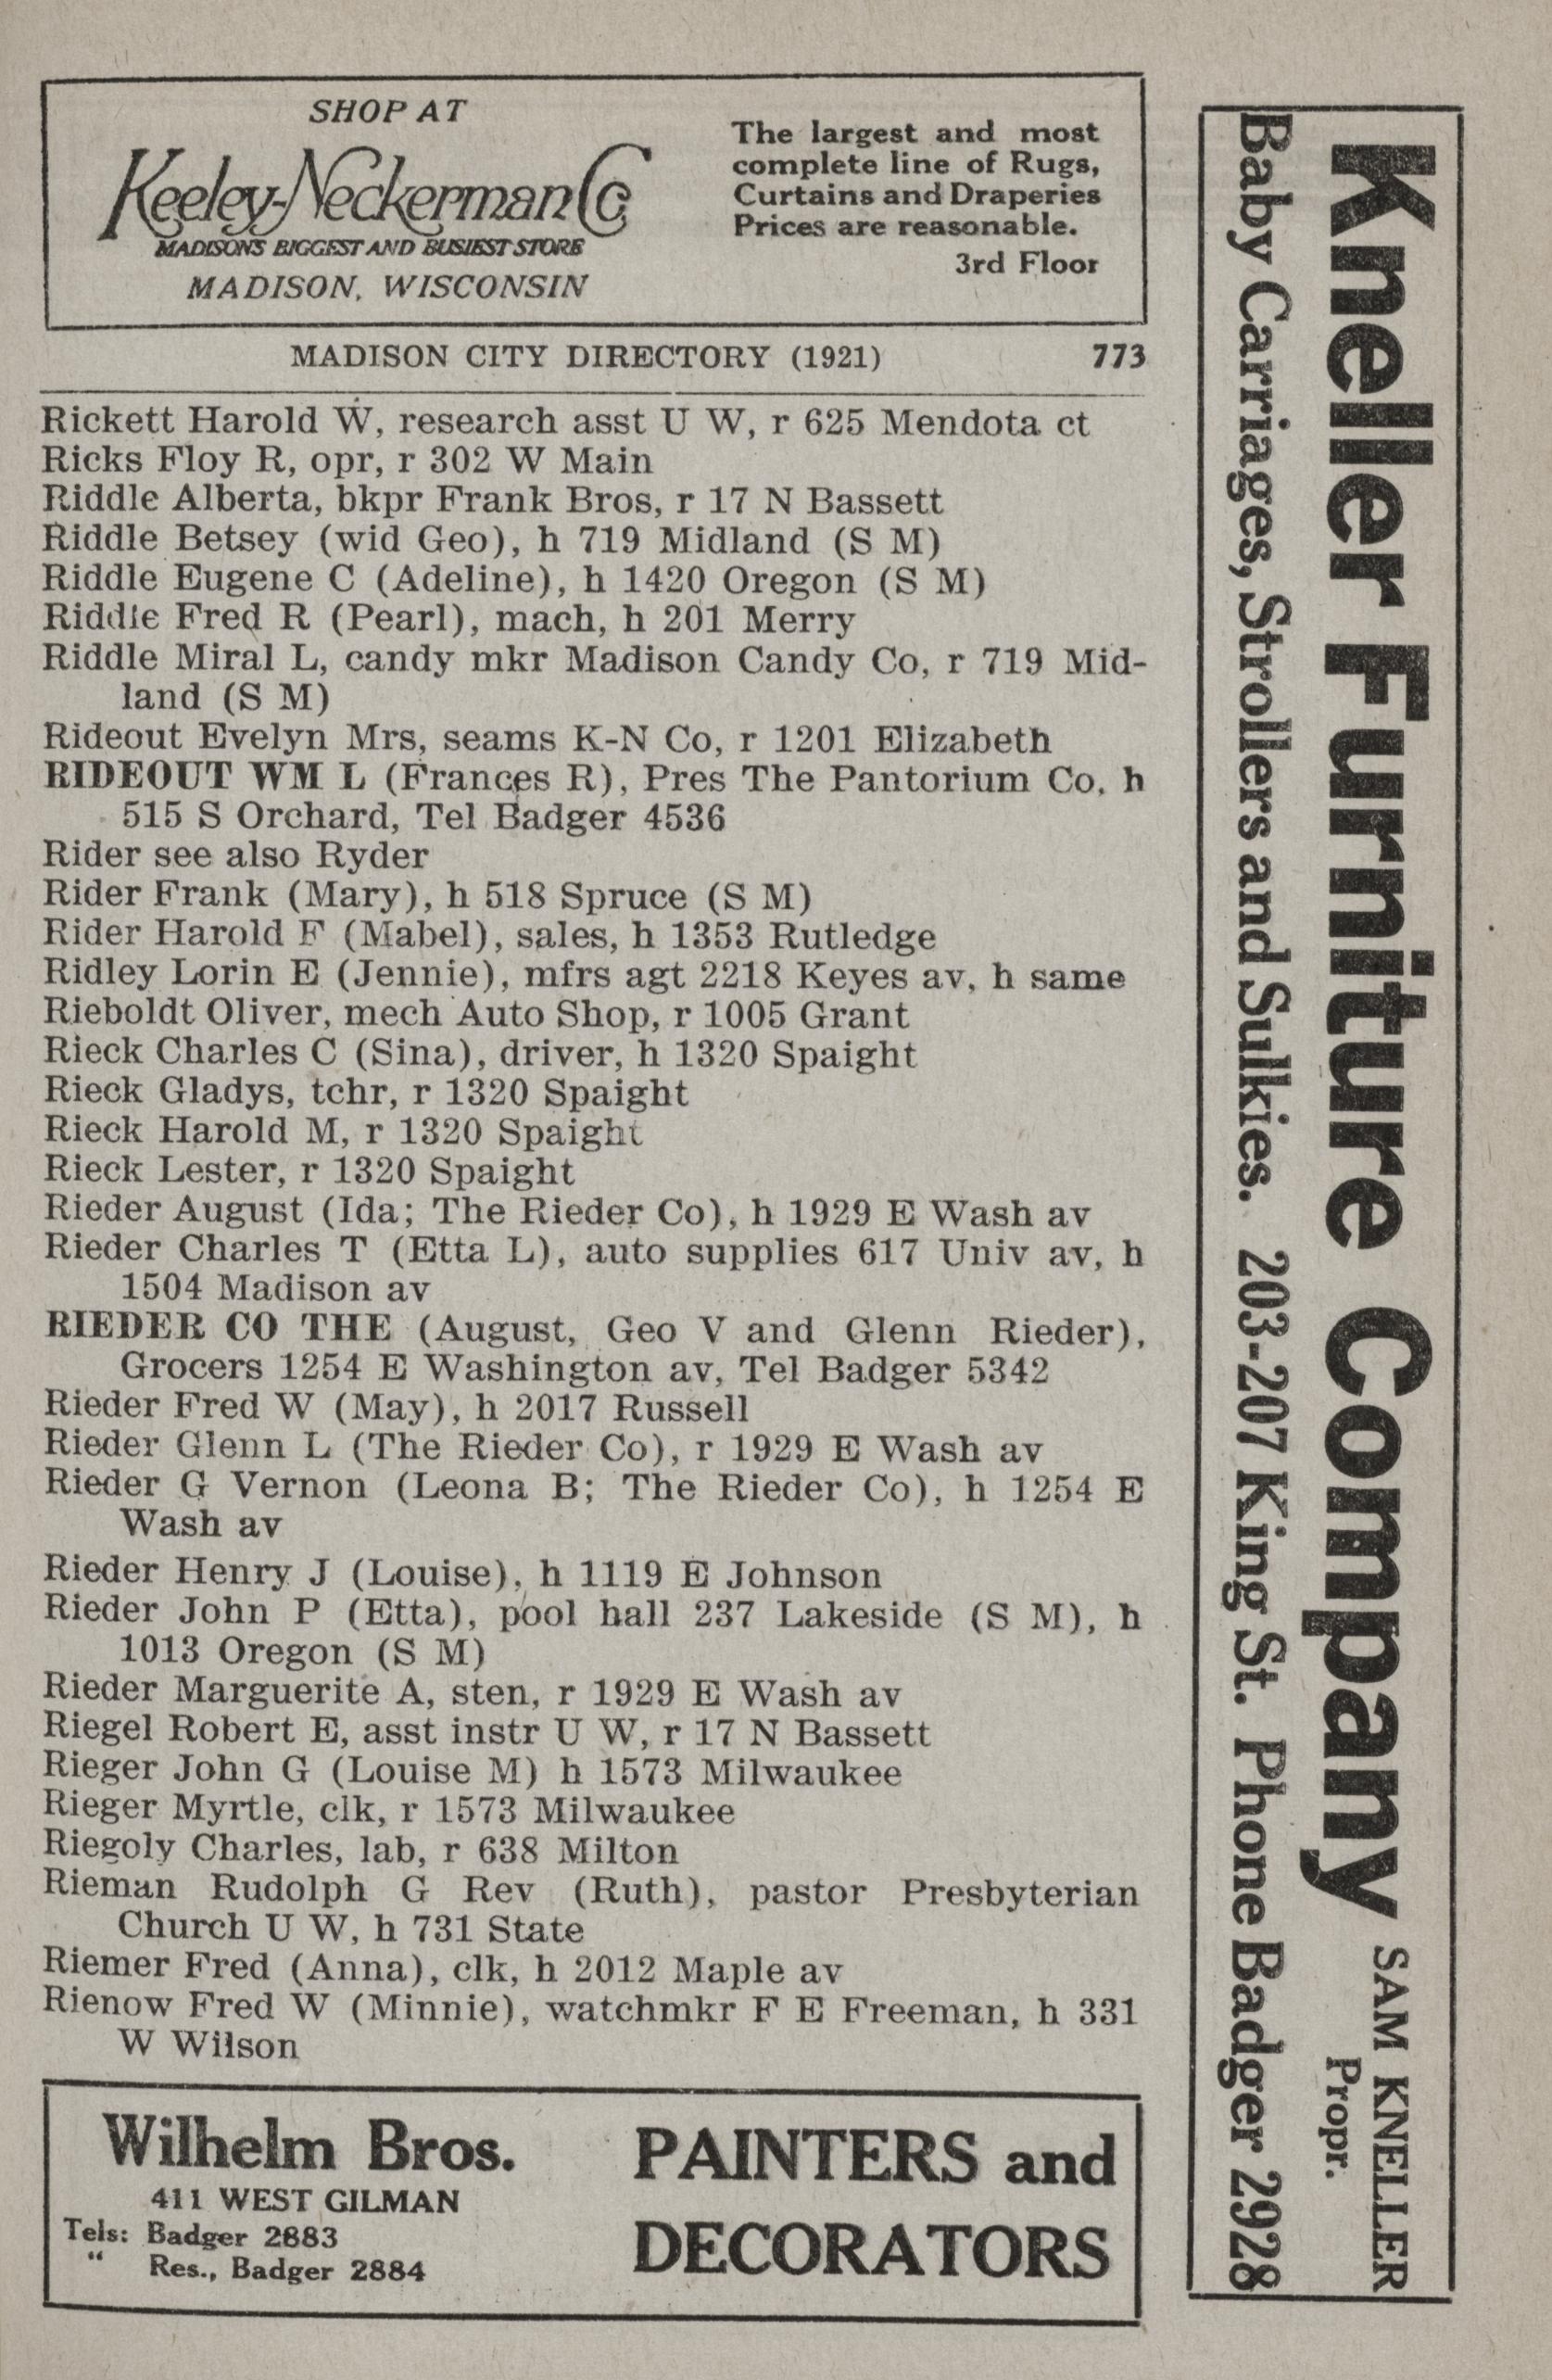 SHOP AT
Keeley-Neckerman Co
MADISON'S BIGGEST AND BUSIEST STORE
MADISON, WISCONSIN
The largest and most
complete line of Rugs,
Curtains and Draperies
Prices are reasonable.
3rd Floor
MADISON CITY DIRECTORY (1921) 773
Rickett Harold W, research asst U W, r 625 Mendota ct
Ricks Floy R, opr, r 302 W Main
Riddle Alberta, bkpr Frank Bros, r 17 N Bassett
Riddle Betsey (wid Geo), h 719 Midland (S M)
Riddle Eugene C (Adeline), h 1420 Oregon (S M)
Riddle Fred R (Pearl), mach, h 201 Merry
Riddle Miral L, candy mkr Madison Candy Co, r 719 Mid-
land (S M)
Rideout Evelyn Mrs, seams K-N Co, r 1201 Elizabeth
RIDEOUT WM L (Frances R), Pres The Pantorium Co, h
515 S Orchard, Tel Badger 4536
Rider see also Ryder
Rider Frank (Mary), h 518 Spruce (S M)
Rider Harold F (Mabel), sales, h 1353 Rutledge
Ridley Lorin E (Jennie), mfrs agt 2218 Keyes av, h same
Rieboldt Oliver, mech Auto Shop, r 1005 Grant
Rieck Charles C (Sina), driver, h 1320 Spaight
Rieck Gladys, tchr, r 1320 Spaight
Rieck Harold M, r 1320 Spaight
Rieck Lester, r 1320 Spaight
Rieder August (Ida; The Rieder Co), h 1929 E Wash av
Rieder Charles T (Etta L), auto supplies 617 Univ av, h
1504 Madison av
RIEDER CO THE (August, Geo V and Glenn Rieder),
Grocers 1254 E Washington av, Tel Badger 5342
Rieder Fred W (May), h 2017 Russell
Rieder Glenn L (The Rieder Co), r 1929 E Wash av
Rieder G Vernon (Leona B; The Rieder Co), h 1254 E
Wash av
Rieder Henry J (Louise), h 1119 E Johnson
Rieder John P (Etta), pool hall 237 Lakeside (S M), h
1013 Oregon (S M)
Rieder Marguerite A, sten, r 1929 E Wash av
Riegel Robert E, asst instr U W, r 17 N Bassett
Rieger John G (Louise M) h 1573 Milwaukee
Rieger Myrtle, clk, r 1573 Milwaukee
Riegoly Charles, lab, r 638 Milton
Rieman Rudolph G Rev (Ruth), pastor Presbyterian
Church U W, h 731 State
Riemer Fred (Anna), clk, h 2012 Maple av
Rienow Fred W (Minnie), watchmkr F E Freeman, h 331
W Wilson
Wilhelm Bros.
411 WEST GILMAN
Tels: Badger 2883
" Res., Badger 2884
PAINTERS and
DECORATORS
Kneller Furniture Company
SAM KNELLER
Propr.
Baby Carriages, Strollers and Sulkies. 203-207 King St. Phone Badger 2928